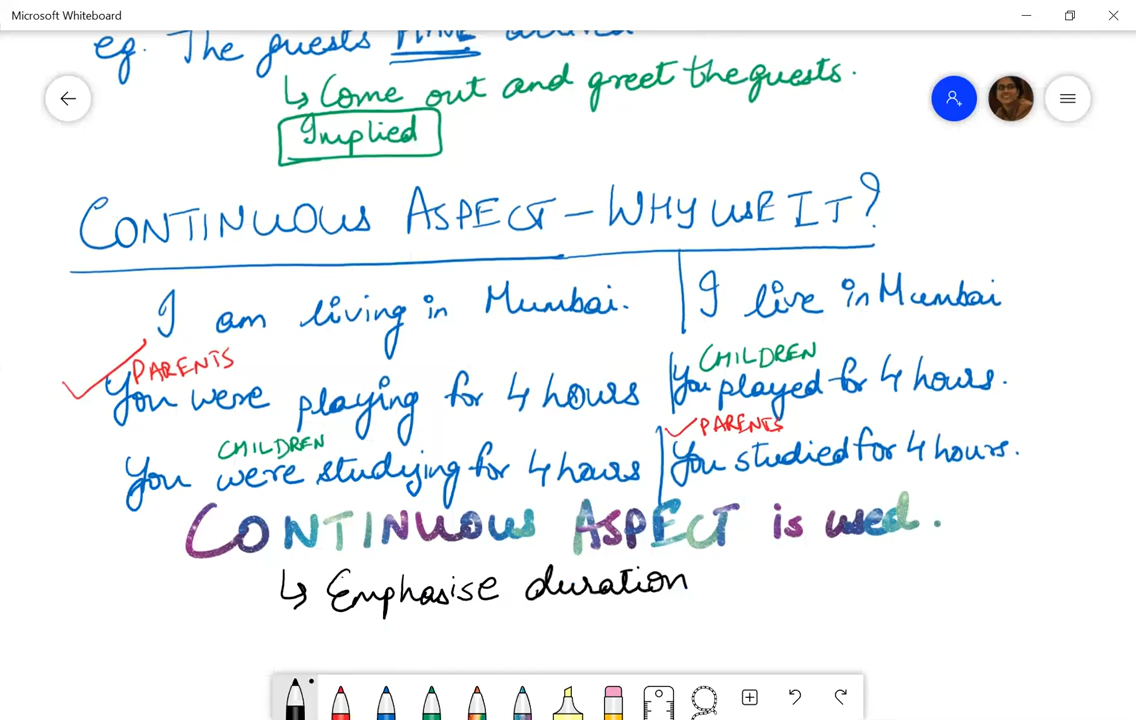 Microsoft Whiteboard
eg. The guests HAVE
↳ Come out and greet the guests.
Implied
CONTINUOUS ASPECT – WHY USE IT?
I am living in Mumbai. | I live in Mumbai
PARENTS CHILDREN
You were playing for 4 hours | You played for 4 hours.
CHILDREN PARENTS
You were studying for 4 hours | You studied for 4 hours.
CONTINUOUS ASPECT is used.
↳ Emphasise duration